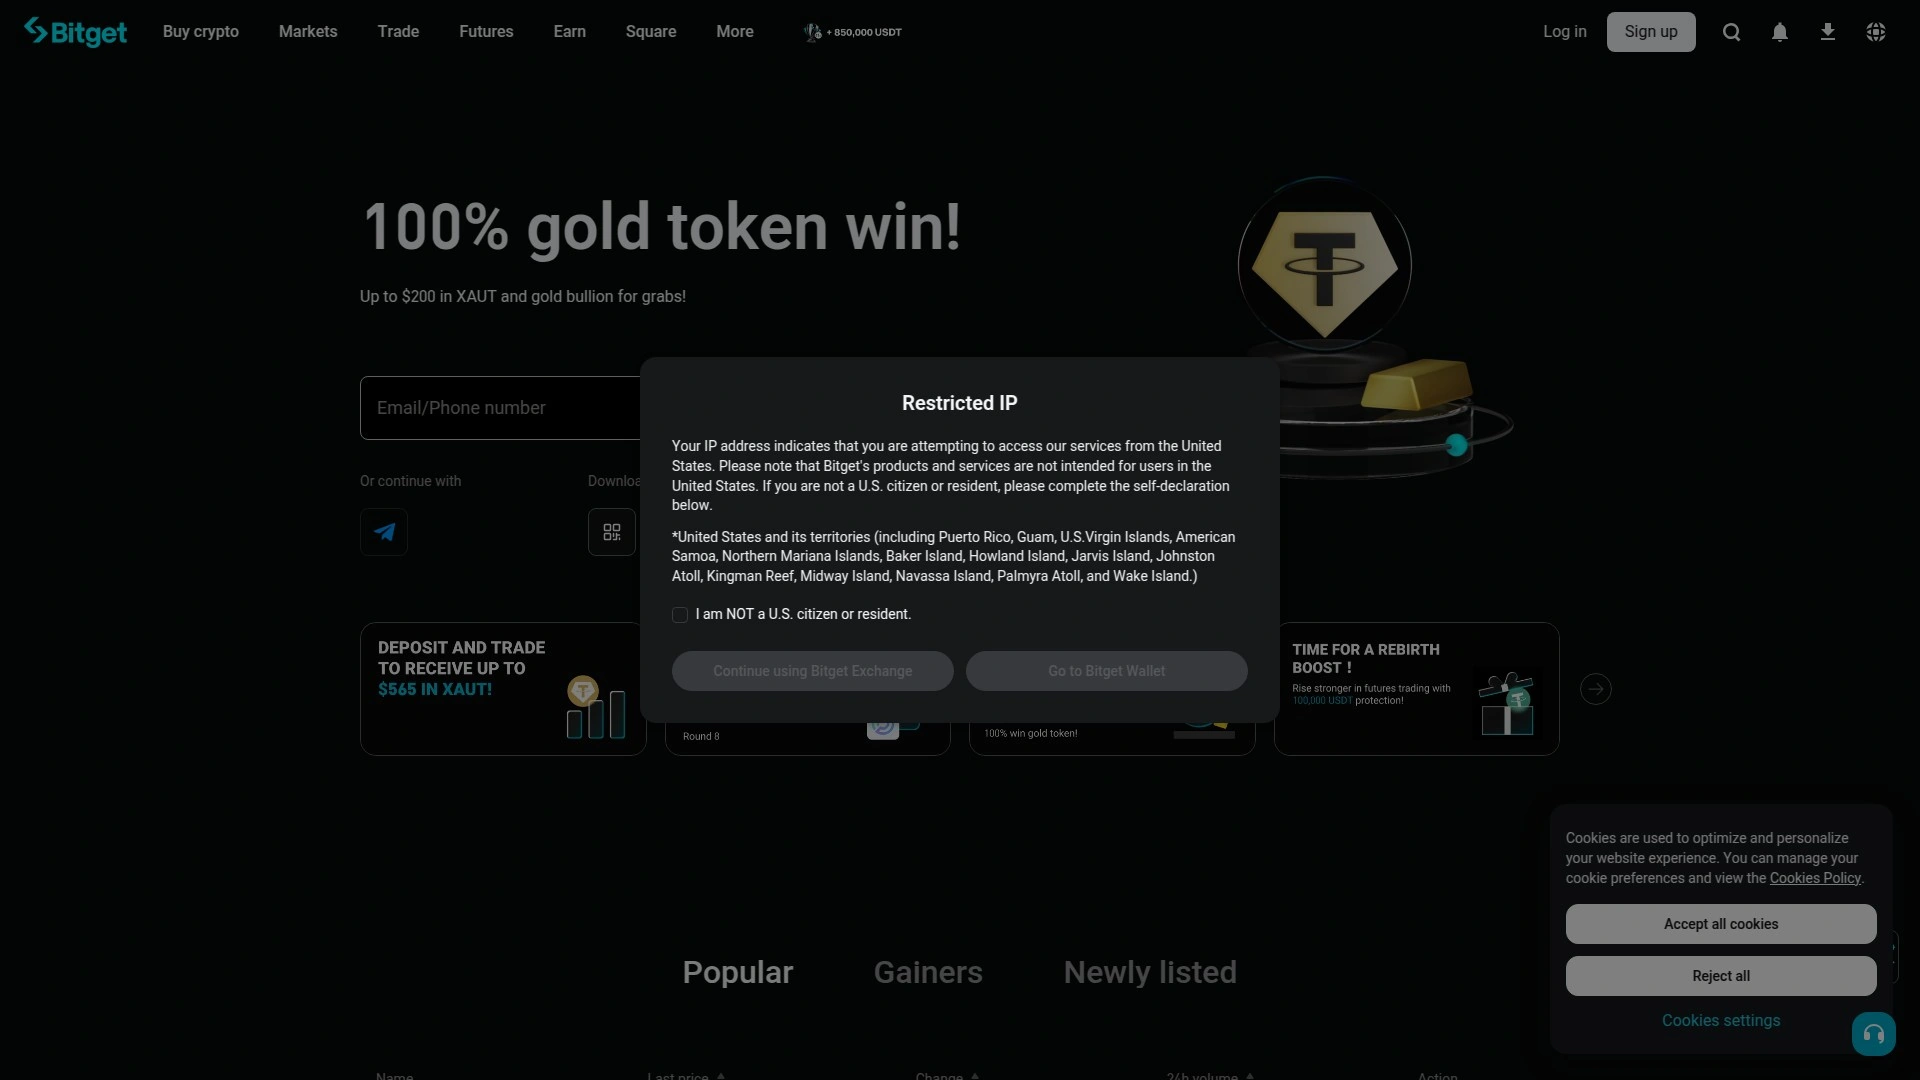 Bitget
Buy crypto
Markets
Trade
Futures
Earn
Square
More
+ 850,000 USDT
Log in
Sign up
100% gold token win!
Up to $200 in XAUT and gold bullion for grabs!
Email/Phone number
Or continue with
Restricted IP
Your IP address indicates that you are attempting to access our services from the United
States. Please note that Bitget's products and services are not intended for users in the
United States. If you are not a U.S. citizen or resident, please complete the self-declaration
below.
*United States and its territories (including Puerto Rico, Guam, U.S.Virgin Islands, American
Samoa, Northern Mariana Islands, Baker Island, Howland Island, Jarvis Island, Johnston
Atoll, Kingman Reef, Midway Island, Navassa Island, Palmyra Atoll, and Wake Island.)
I am NOT a U.S. citizen or resident.
Continue using Bitget Exchange
Go to Bitget Wallet
DEPOSIT AND TRADE
TO RECEIVE UP TO
$565 IN XAUT!
Round 8
100% win gold token!
TIME FOR A REBIRTH
BOOST !
Rise stronger in futures trading with
100,000 USDT protection!
Cookies are used to optimize and personalize
your website experience. You can manage your
cookie preferences and view the Cookies Policy.
Accept all cookies
Reject all
Cookies settings
Popular
Gainers
Newly listed
Name
Last price
Change
24h volume
Action